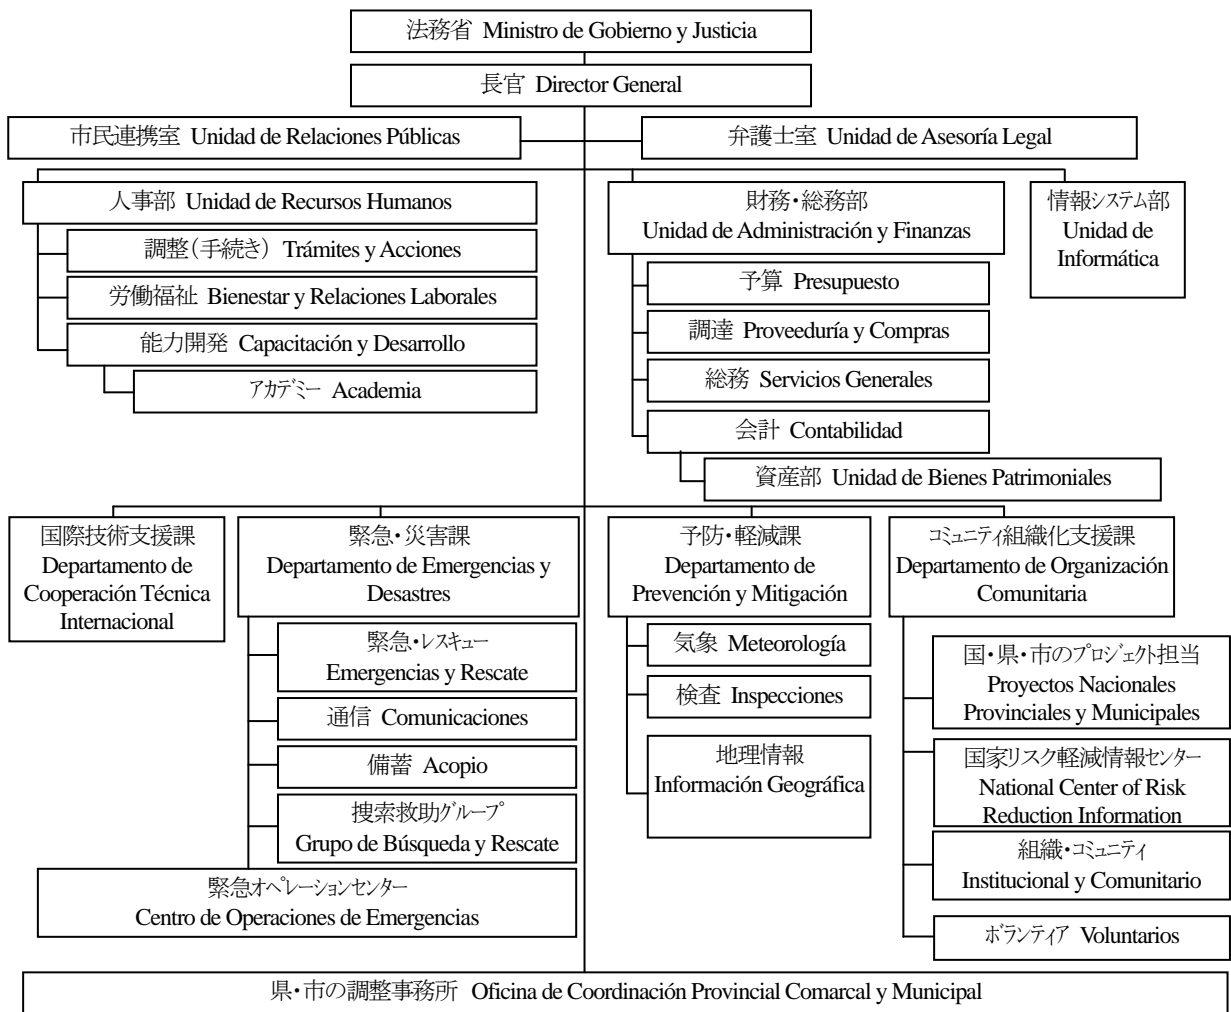 法務省 Ministro de Gobierno y Justicia
長官 Director General
市民連携室 Unidad de Relaciones Públicas
弁護士室 Unidad de Asesoría Legal
人事部 Unidad de Recursos Humanos
調整(手続き) Trámites y Acciones
労働福祉 Bienestar y Relaciones Laborales
能力開発 Capacitación y Desarrollo
アカデミー Academia
財務・総務部
Unidad de Administración y Finanzas
予算 Presupuesto
調達 Proveeduría y Compras
総務 Servicios Generales
会計 Contabilidad
資産部 Unidad de Bienes Patrimoniales
情報システム部
Unidad de
Informática
国際技術支援課
Departamento de
Cooperación Técnica
Internacional
緊急・災害課
Departamento de Emergencias y
Desastres
緊急・レスキュー
Emergencias y Rescate
通信 Comunicaciones
備蓄 Acopio
捜索救助グループ
Grupo de Búsqueda y Rescate
緊急オペレーションセンター
Centro de Operaciones de Emergencias
予防・軽減課
Departamento de
Prevención y Mitigación
気象 Meteorología
検査 Inspecciones
地理情報
Información Geográfica
コミュニティ組織化支援課
Departamento de Organización
Comunitaria
国・県・市のプロジェクト担当
Proyectos Nacionales
Provinciales y Municipales
国家リスク軽減情報センター
National Center of Risk
Reduction Information
組織・コミュニティ
Institucional y Comunitario
ボランティア Voluntarios
県・市の調整事務所 Oficina de Coordinación Provincial Comarcal y Municipal